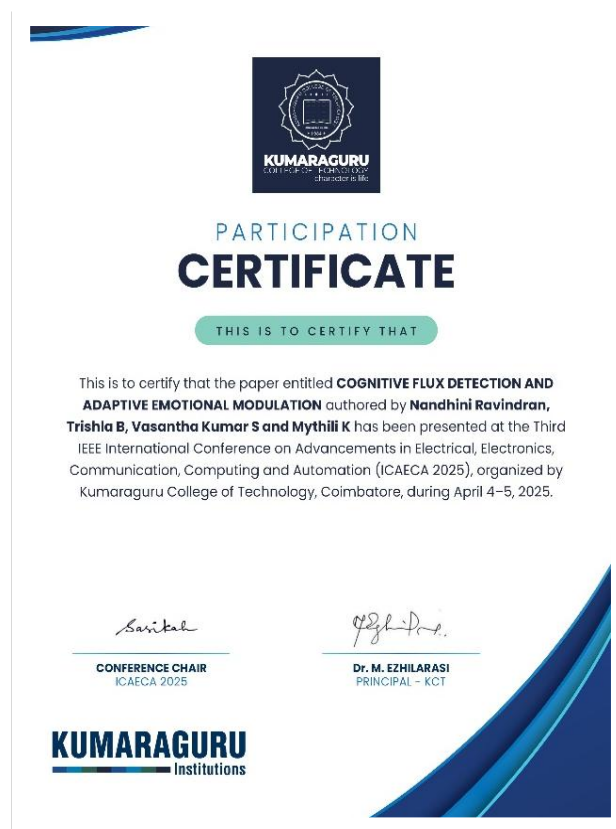 KUMARAGURU
COLLEGE OF TECHNOLOGY
character is life
PARTICIPATION
CERTIFICATE
THIS IS TO CERTIFY THAT
This is to certify that the paper entitled COGNITIVE FLUX DETECTION AND
ADAPTIVE EMOTIONAL MODULATION authored by Nandhini Ravindran,
Trishla B, Vasantha Kumar S and Mythili K has been presented at the Third
IEEE International Conference on Advancements in Electrical, Electronics,
Communication, Computing and Automation (ICAECA 2025), organized by
Kumaraguru College of Technology, Coimbatore, during April 4–5, 2025.
CONFERENCE CHAIR
ICAECA 2025
Dr. M. EZHILARASI
PRINCIPAL - KCT
KUMARAGURU
Institutions